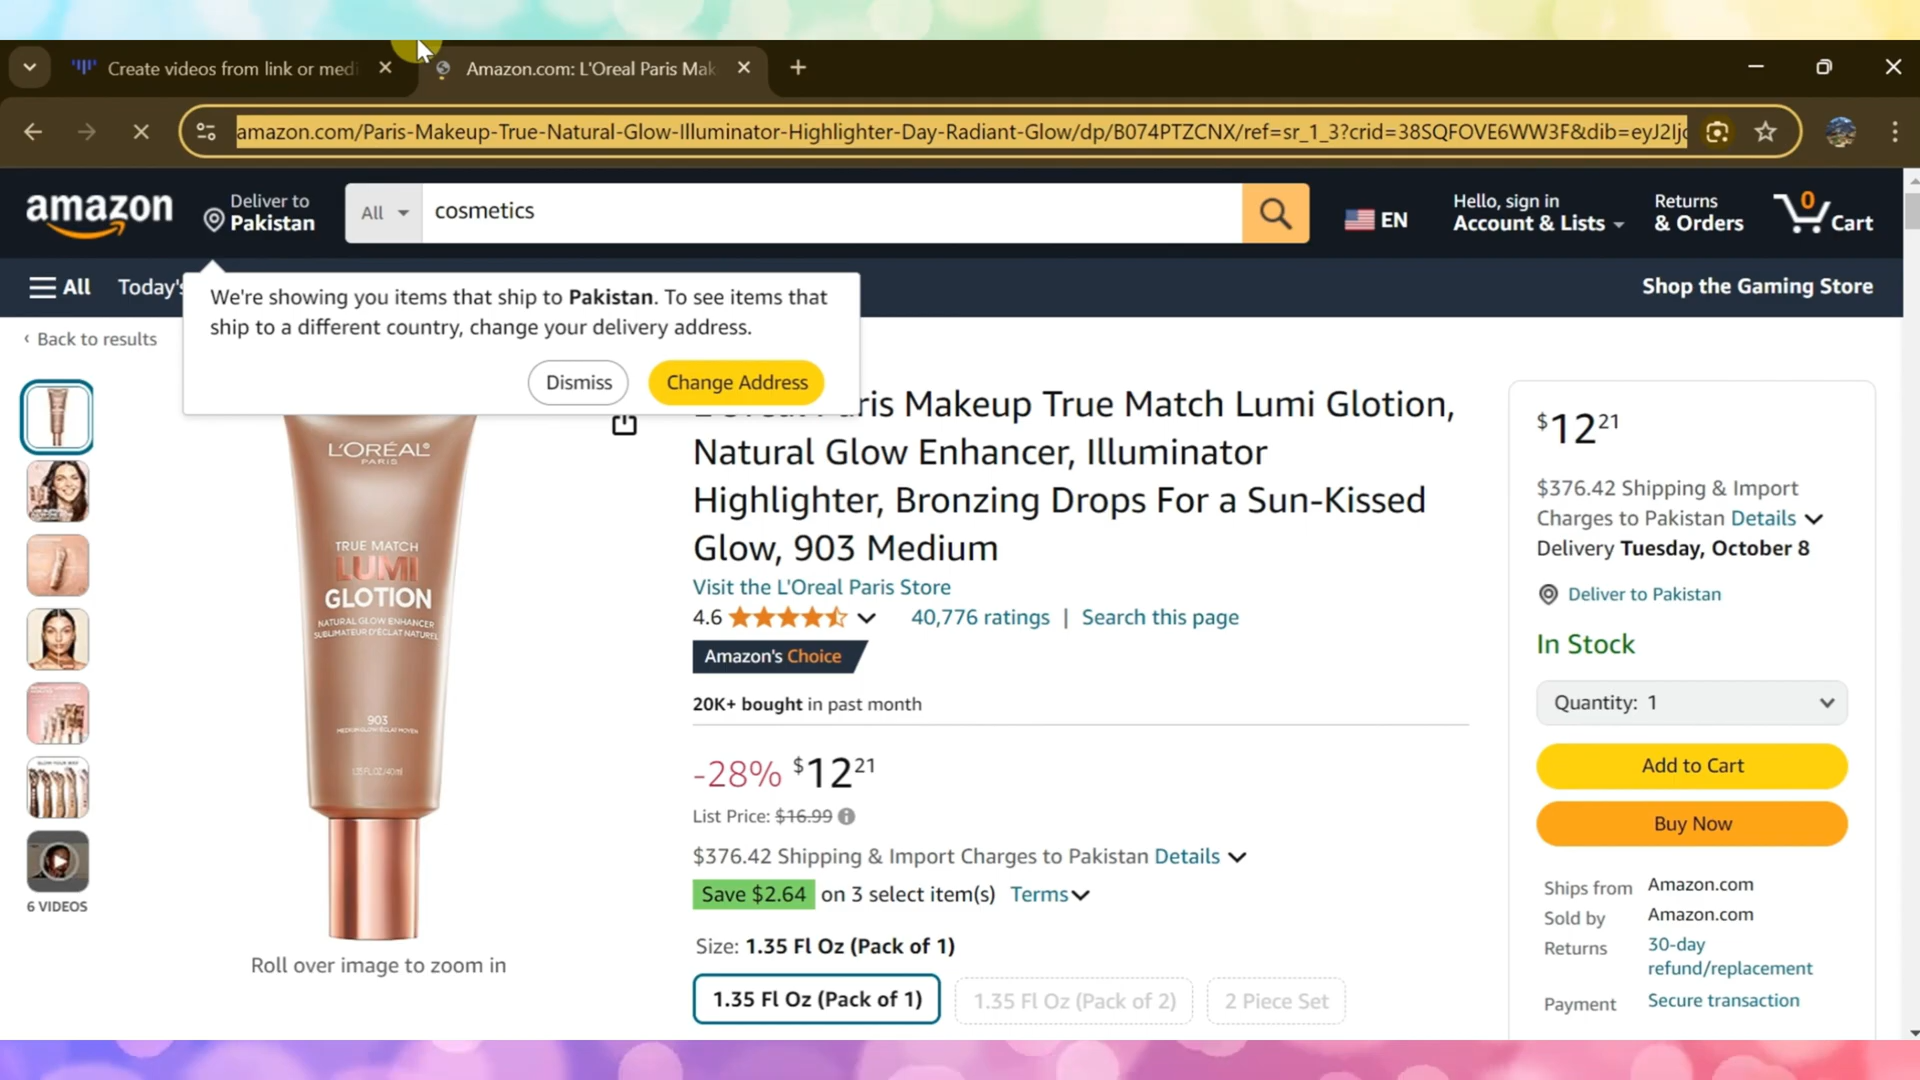 Create videos from link or medi
Amazon.com: L'Oreal Paris Mak
amazon.com/Paris-Makeup-True-Natural-Glow-Illuminator-Highlighter-Day-Radiant-Glow/dp/B074PTZCNX/ref=sr_1_3?crid=38SQFOVE6WW3F&dib=eyJ2Ijc
amazon
Deliver to
Pakistan
All
cosmetics
EN
Hello, sign in
Account & Lists
Returns
& Orders
0
Cart
All
Today's
Shop the Gaming Store
We're showing you items that ship to Pakistan. To see items that
ship to a different country, change your delivery address.
Dismiss
Change Address
‹ Back to results
L'ORÉAL
PARIS
TRUE MATCH
LUMI
GLOTION
NATURAL GLOW ENHANCER
SUBLIMATEUR D'ÉCLAT NATUREL
903
6 VIDEOS
Roll over image to zoom in
L'Oreal Paris Makeup True Match Lumi Glotion,
Natural Glow Enhancer, Illuminator
Highlighter, Bronzing Drops For a Sun-Kissed
Glow, 903 Medium
Visit the L'Oreal Paris Store
4.6
40,776 ratings | Search this page
Amazon's Choice
20K+ bought in past month
-28% $12 21
List Price: $16.99
$376.42 Shipping & Import Charges to Pakistan Details
Save $2.64 on 3 select item(s) Terms
Size: 1.35 Fl Oz (Pack of 1)
1.35 Fl Oz (Pack of 1)
1.35 Fl Oz (Pack of 2)
2 Piece Set
$12 21
$376.42 Shipping & Import
Charges to Pakistan Details
Delivery Tuesday, October 8
Deliver to Pakistan
In Stock
Quantity: 1
Add to Cart
Buy Now
Ships from Amazon.com
Sold by Amazon.com
Returns 30-day
refund/replacement
Payment Secure transaction